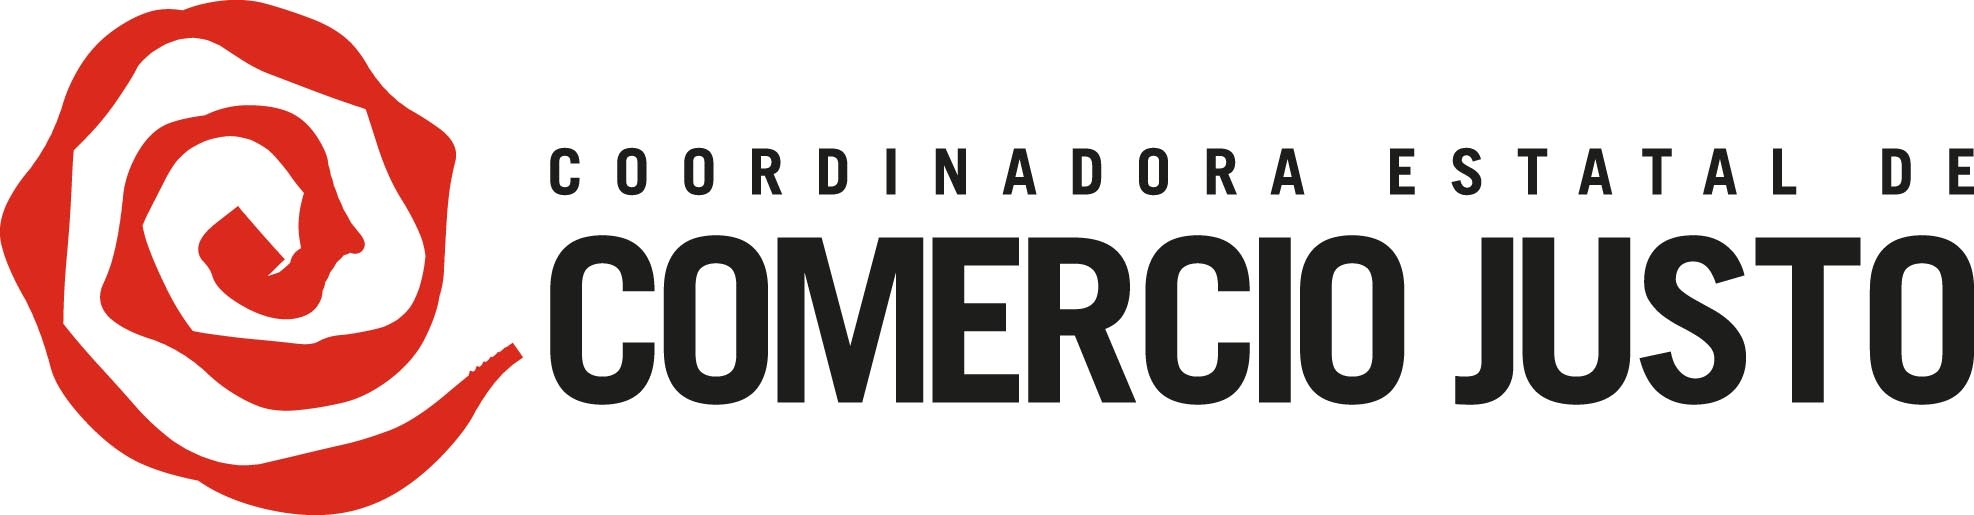 COORDINADORA ESTATAL DE
COMERCIO JUSTO